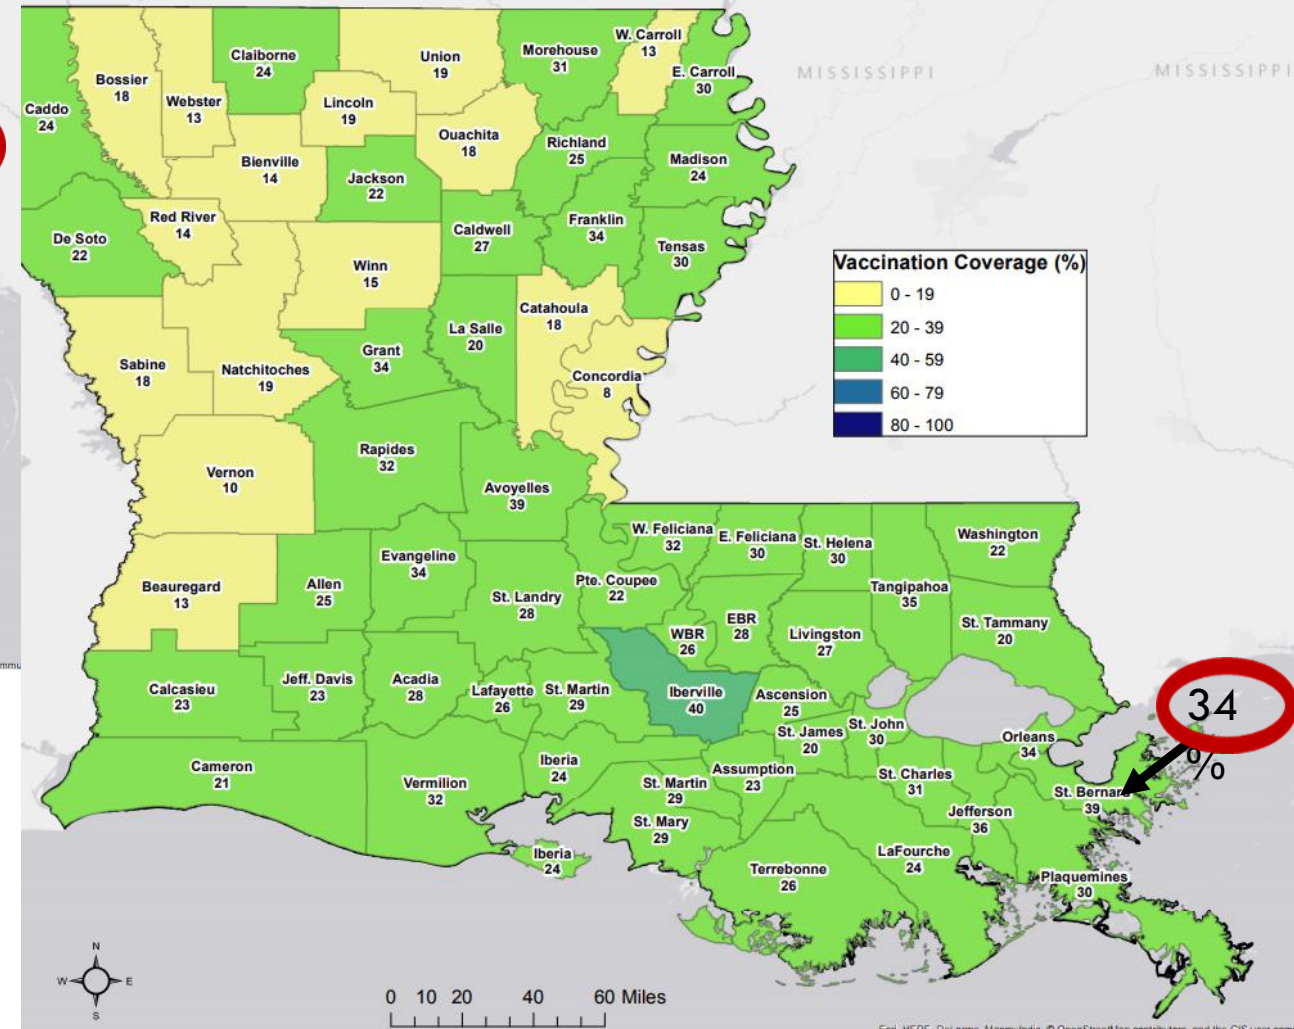 W. Carroll
13
Claiborne
24
Union
19
Morehouse
31
E. Carroll
30
MISSISSIPPI
MISSISSIPPI
Bossier
18
Webster
13
Lincoln
19
Caddo
24
Ouachita
18
Richland
25
Madison
24
Bienville
14
Jackson
22
Red River
14
Caldwell
27
Franklin
34
Tensas
30
De Soto
22
Winn
15
Vaccination Coverage (%)
0 - 19
20 - 39
40 - 59
60 - 79
80 - 100
Catahoula
18
La Salle
20
Grant
34
Sabine
18
Natchitoches
19
Concordia
8
Rapides
32
Vernon
10
Avoyelles
39
W. Feliciana
32
E. Feliciana
30
St. Helena
30
Washington
22
Evangeline
34
Beauregard
13
Allen
25
St. Landry
28
Pte. Coupee
22
Tangipahoa
35
EBR
28
WBR
26
Livingston
27
St. Tammany
20
Calcasieu
23
Jeff. Davis
23
Acadia
28
Lafayette
26
St. Martin
29
Iberville
40
Ascension
25
34
%
St. James
20
St. John
30
Orleans
34
Cameron
21
Vermilion
32
Iberia
24
St. Martin
29
Assumption
23
St. Charles
31
St. Bernard
39
Jefferson
36
St. Mary
29
Iberia
24
Terrebonne
26
LaFourche
24
Plaquemines
30
N
W
E
S
0 10 20 40 60 Miles